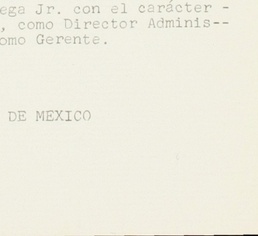 ega Jr. con el carácter -
, como Director Adminis--
omo Gerente.
DE MEXICO